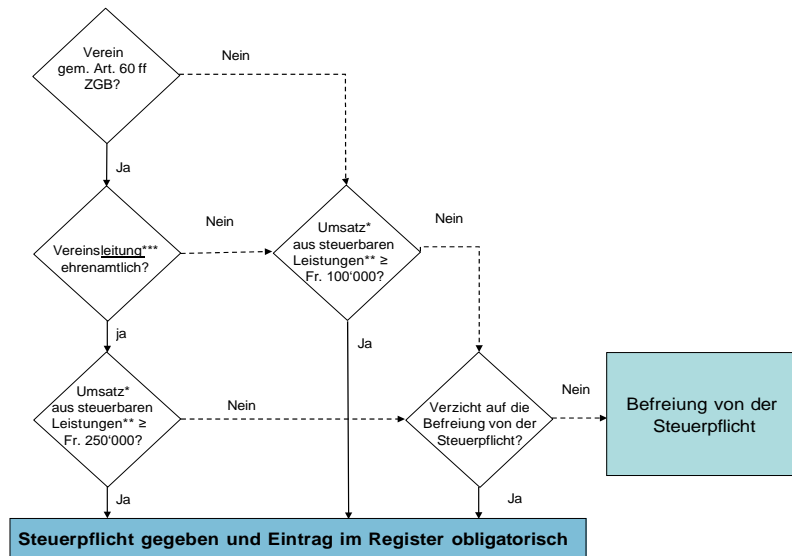 Verein
gem. Art. 60 ff
ZGB?
Nein
Ja
Vereinsleitung***
ehrenamtlich?
Nein
Umsatz*
aus steuerbaren
Leistungen** ≥
Fr. 100‘000?
Nein
ja
Ja
Umsatz*
aus steuerbaren
Leistungen** ≥
Fr. 250‘000?
Nein
Verzicht auf die
Befreiung von der
Steuerpflicht?
Nein
Befreiung von der
Steuerpflicht
Ja
Ja
Steuerpflicht gegeben und Eintrag im Register obligatorisch